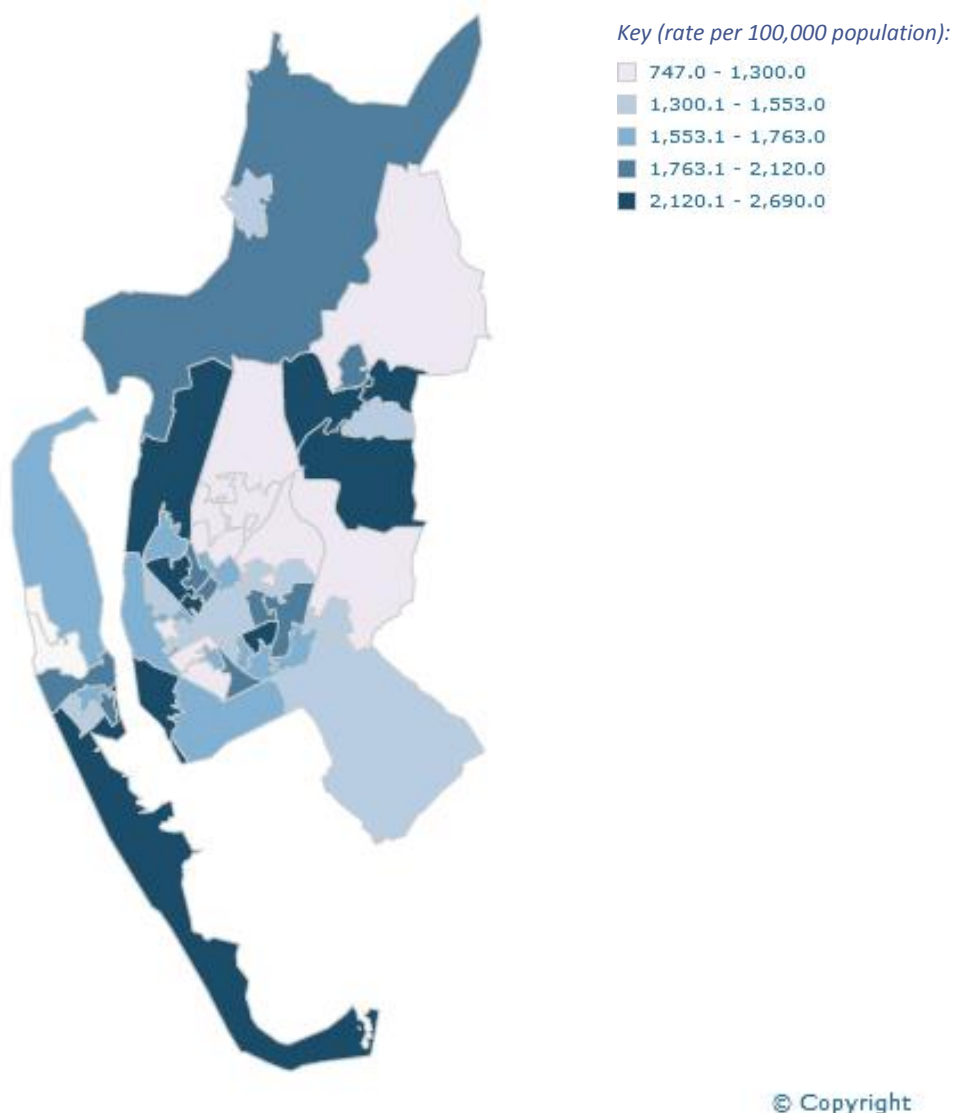 Key (rate per 100,000 population):
747.0 - 1,300.0
1,300.1 - 1,553.0
1,553.1 - 1,763.0
1,763.1 - 2,120.0
2,120.1 - 2,690.0
© Copyright